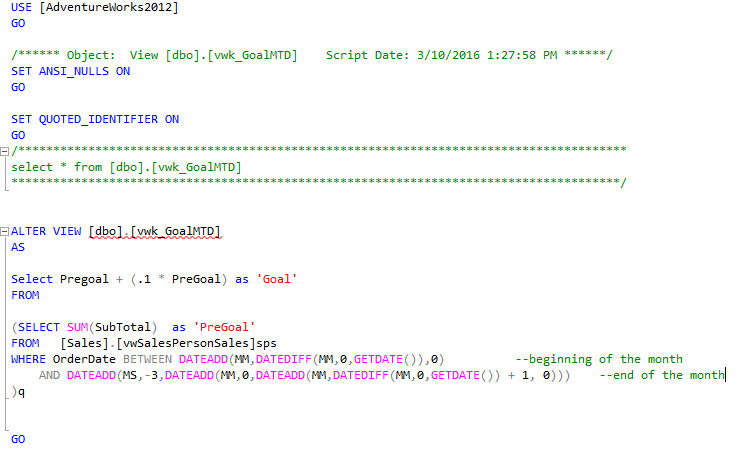 USE [AdventureWorks2012]
GO
/****** Object:  View [dbo].[vwk_GoalMTD]    Script Date: 3/10/2016 1:27:58 PM ******/
SET ANSI_NULLS ON
GO
SET QUOTED_IDENTIFIER ON
GO
/****************************************************************************************
select * from [dbo].[vwk_GoalMTD]
****************************************************************************************/
ALTER VIEW [dbo].[vwk_GoalMTD]
AS
Select Pregoal + (.1 * PreGoal) as 'Goal'
FROM
(SELECT SUM(SubTotal)  as 'PreGoal'
FROM   [Sales].[vwSalesPersonSales]sps
WHERE OrderDate BETWEEN DATEADD(MM,DATEDIFF(MM,0,GETDATE()),0)          --beginning of the month
    AND DATEADD(MS,-3,DATEADD(MM,0,DATEADD(MM,DATEDIFF(MM,0,GETDATE()) + 1, 0)))    --end of the month
)q
GO